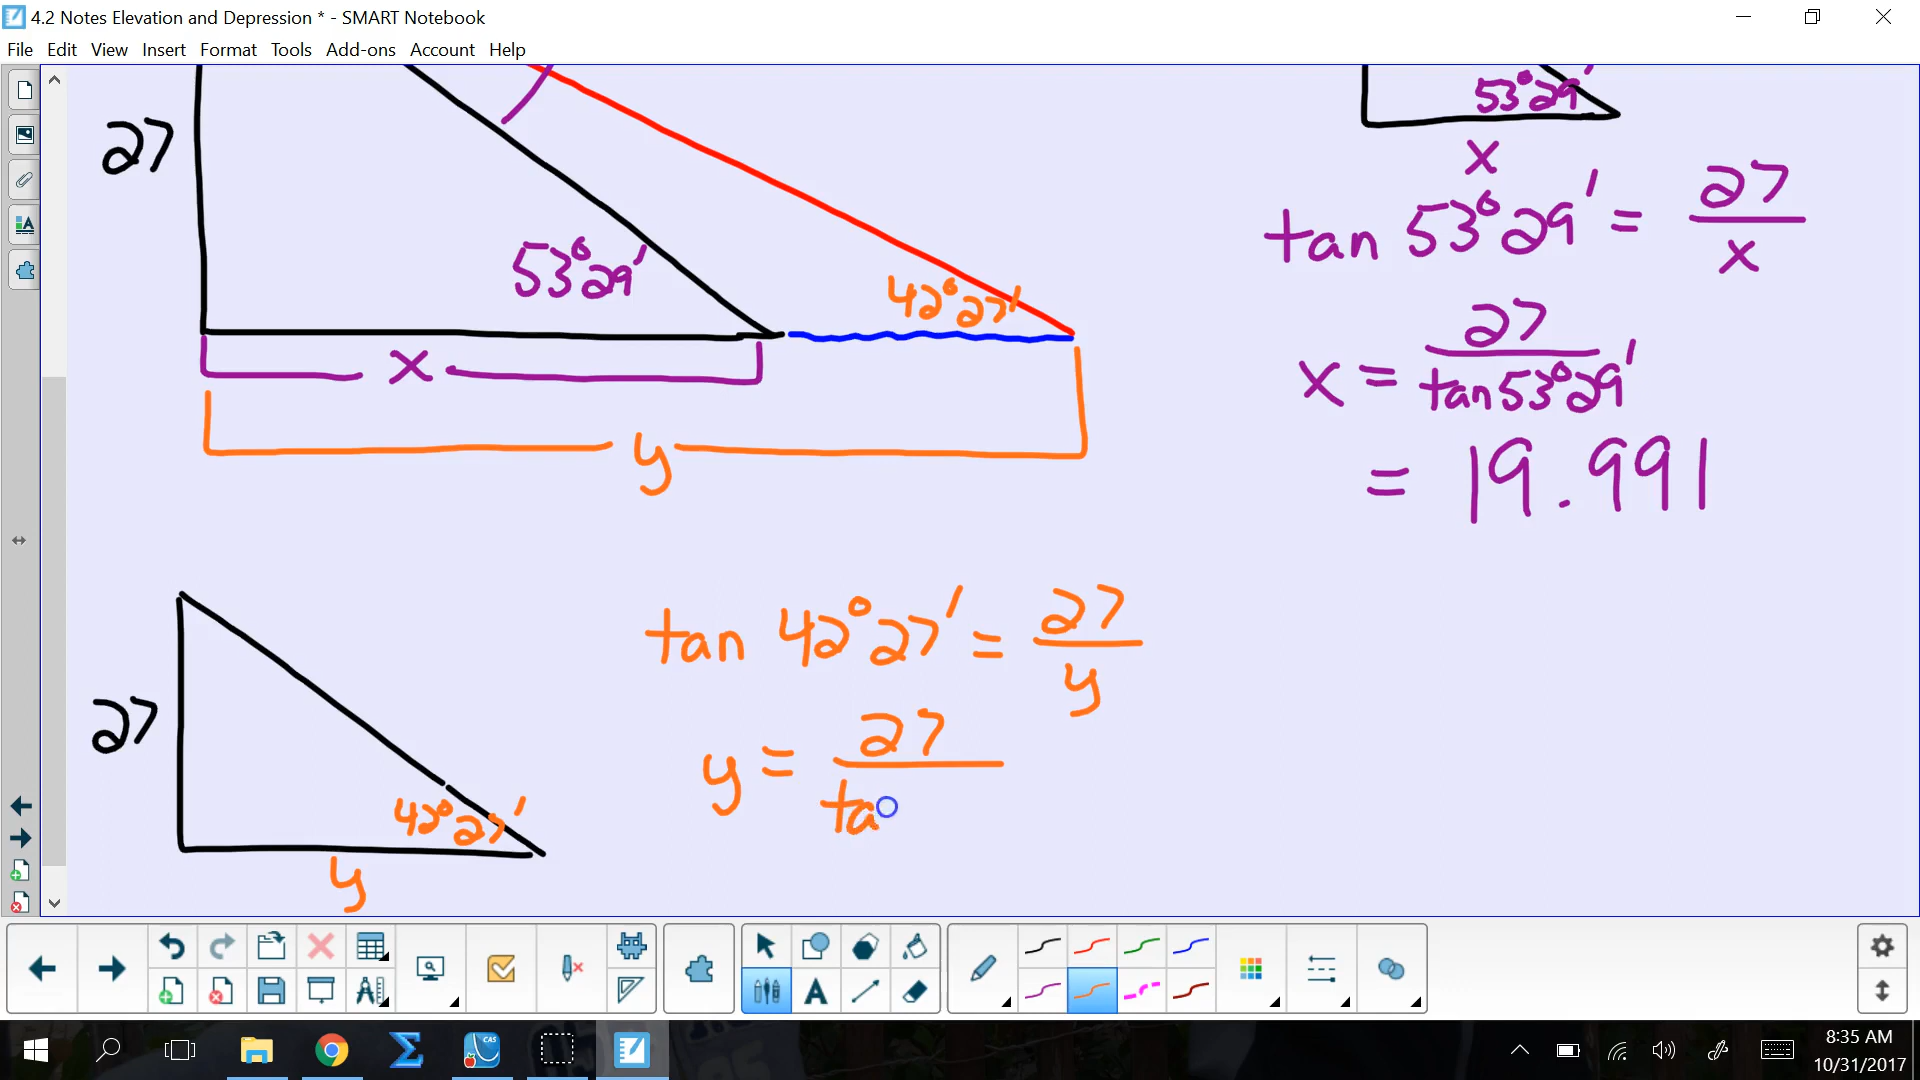 4.2 Notes Elevation and Depression * - SMART Notebook
File Edit View Insert Format Tools Add-ons Account Help
27
53°29'
42°27'
x
y
53°29'
x
tan 53°29' = 27/x
x = 27/tan53°29'
= 19.991
27
42°27'
y
tan 42°27' = 27/y
y = 27/ta
A
CAS
8:35 AM
10/31/2017